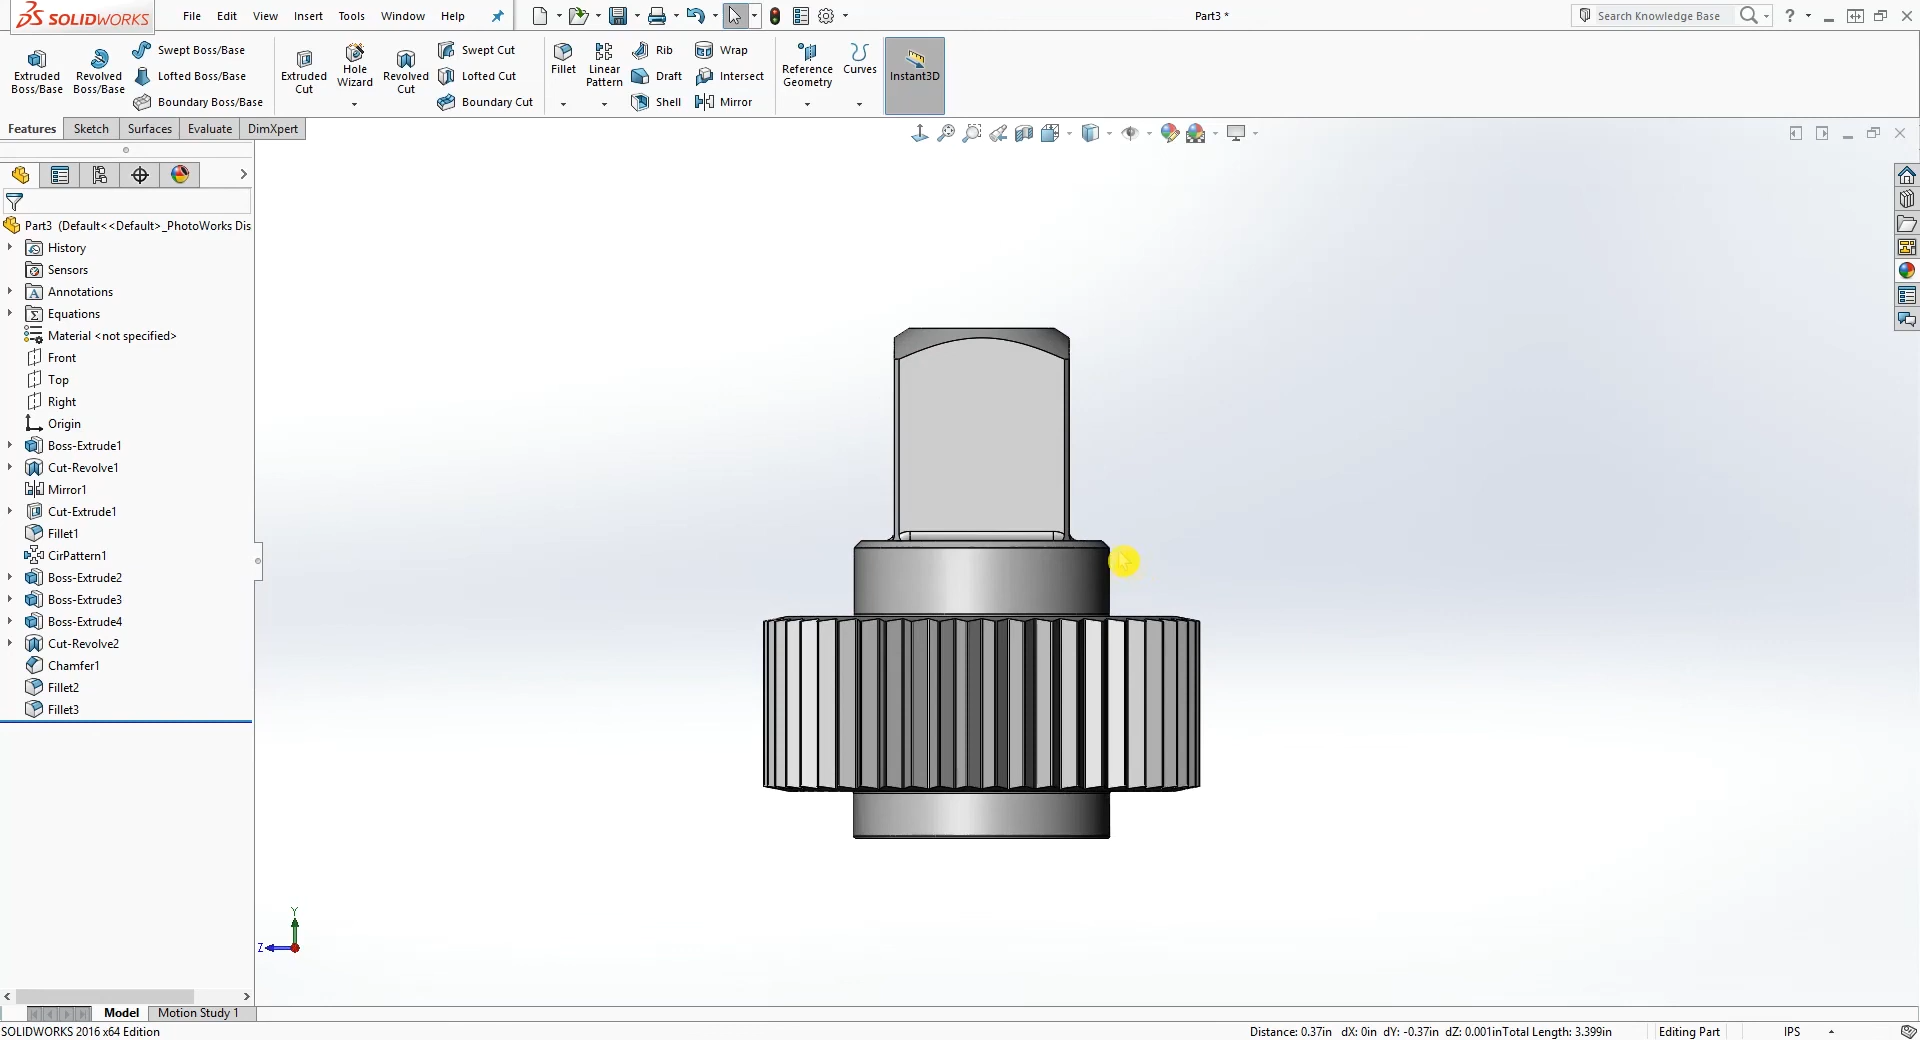 SOLIDWORKS File Edit View Insert Tools Window Help Part3 * Search Knowledge Base ?
Extruded Boss/Base
Revolved Boss/Base
Swept Boss/Base
Lofted Boss/Base
Boundary Boss/Base
Extruded Cut
Hole Wizard
Revolved Cut
Swept Cut
Lofted Cut
Boundary Cut
Fillet
Linear Pattern
Rib
Draft
Shell
Wrap
Intersect
Mirror
Reference Geometry
Curves
Instant3D
Features Sketch Surfaces Evaluate DimXpert
Part3 (Default<<Default>_PhotoWorks Dis
History
Sensors
Annotations
Equations
Material <not specified>
Front
Top
Right
Origin
Boss-Extrude1
Cut-Revolve1
Mirror1
Cut-Extrude1
Fillet1
CirPattern1
Boss-Extrude2
Boss-Extrude3
Boss-Extrude4
Cut-Revolve2
Chamfer1
Fillet2
Fillet3
Y
Z
Model Motion Study 1
SOLIDWORKS 2016 x64 Edition Distance: 0.37in dX: 0in dY: -0.37in dZ: 0.001inTotal Length: 3.399in Editing Part IPS